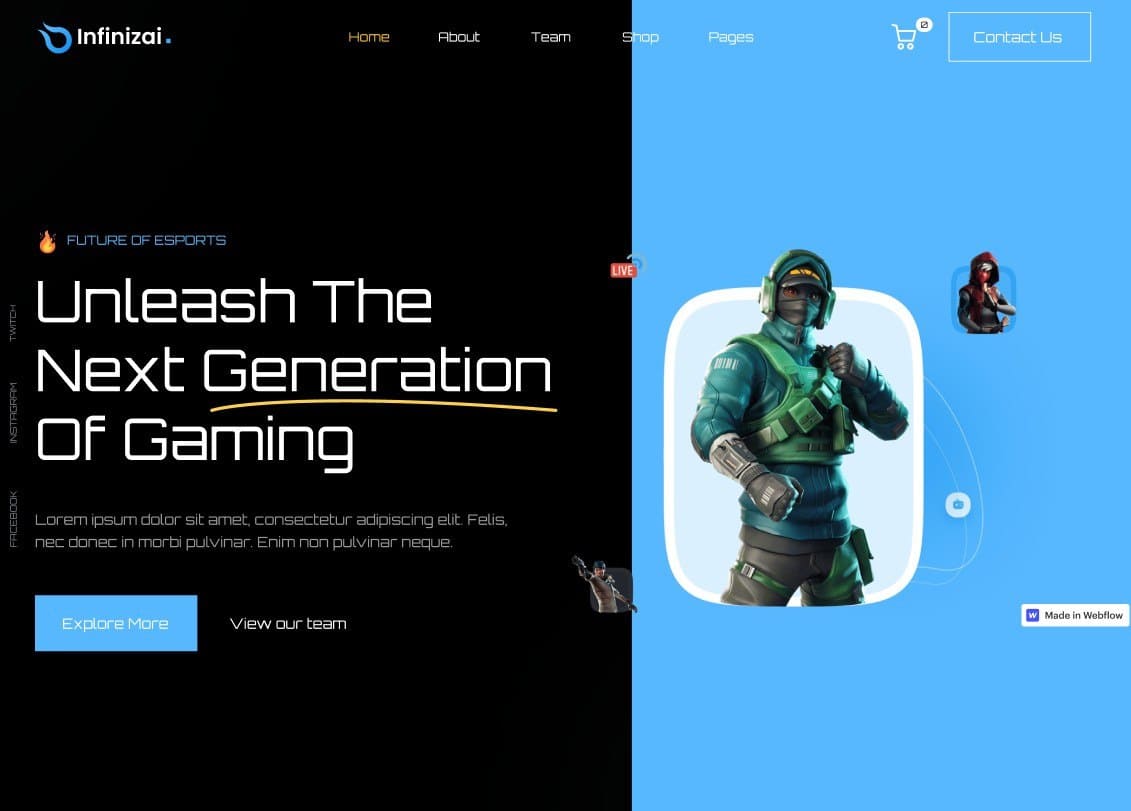 Infinizai.
Home
About
Team
Shop
Pages
0
Contact Us
FUTURE OF ESPORTS
LIVE
Unleash The
Next Generation
Of Gaming
TWITCH
INSTAGRAM
FACEBOOK
Lorem ipsum dolor sit amet, consectetur adipiscing elit. Felis,
nec donec in morbi pulvinar. Enim non pulvinar neque.
Explore More
View our team
Made in Webflow